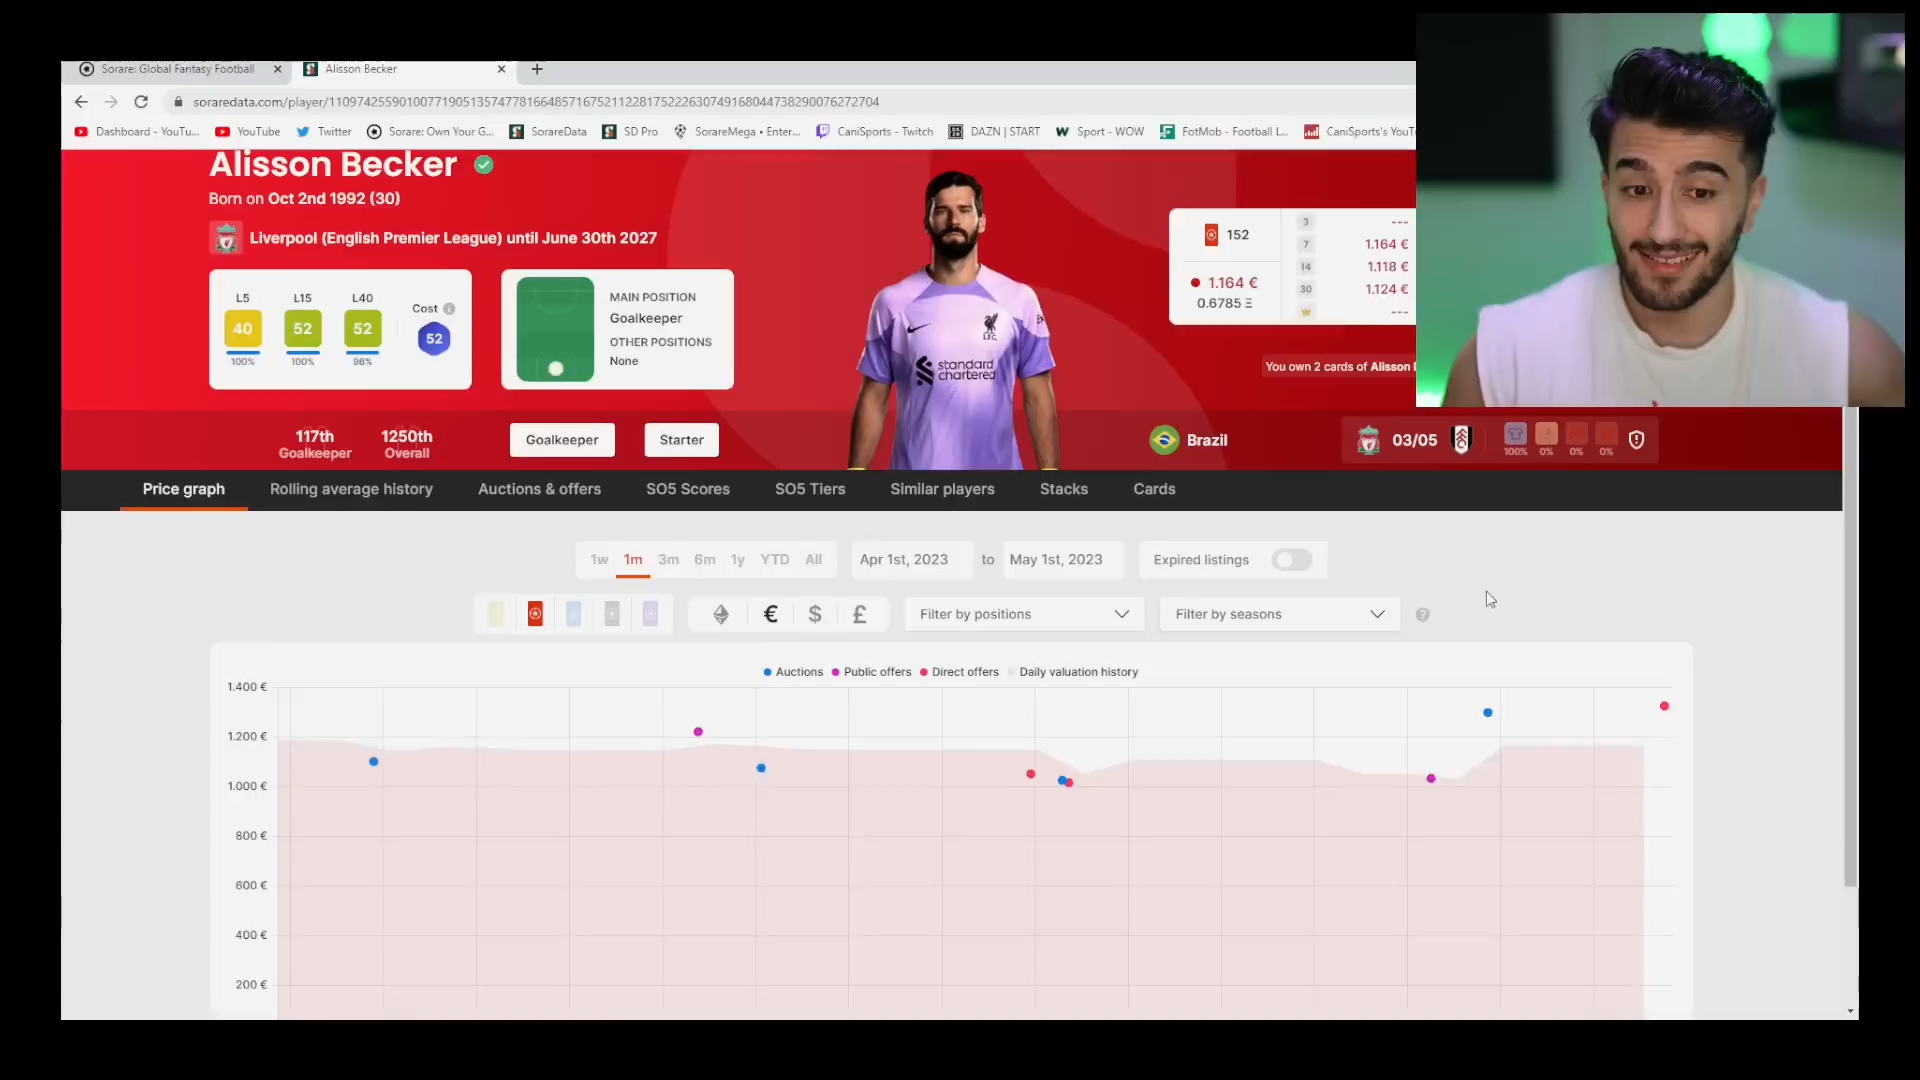 Sorare: Global Fantasy Football
Alisson Becker
soraredata.com/player/110974255901007719051357477816648571675211228175222630749168044738290076272704
Dashboard - YouTu...
YouTube
Twitter
Sorare: Own Your G...
SorareData
SD Pro
SorareMega • Enter...
CaniSports - Twitch
DAZN | START
Sport - WOW
FotMob - Football L...
CaniSports's YouT
Alisson Becker
Born on Oct 2nd 1992 (30)
Liverpool (English Premier League) until June 30th 2027
L5 L15 L40 Cost
40 52 52 52
100% 100% 98%
MAIN POSITION
Goalkeeper
OTHER POSITIONS
None
standard
chartered
152
1.164 €
0.6785 Ξ
3 ---
7 1.164 €
14 1.118 €
30 1.124 €
---
You own 2 cards of Alisson
117th
Goalkeeper
1250th
Overall
Goalkeeper
Starter
Brazil
03/05
100% 0% 0% 0%
Price graph
Rolling average history
Auctions & offers
SO5 Scores
SO5 Tiers
Similar players
Stacks
Cards
1w 1m 3m 6m 1y YTD All
Apr 1st, 2023 to May 1st, 2023
Expired listings
€ $ £
Filter by positions
Filter by seasons
?
Auctions Public offers Direct offers Daily valuation history
1.400 €
1.200 €
1.000 €
800 €
600 €
400 €
200 €